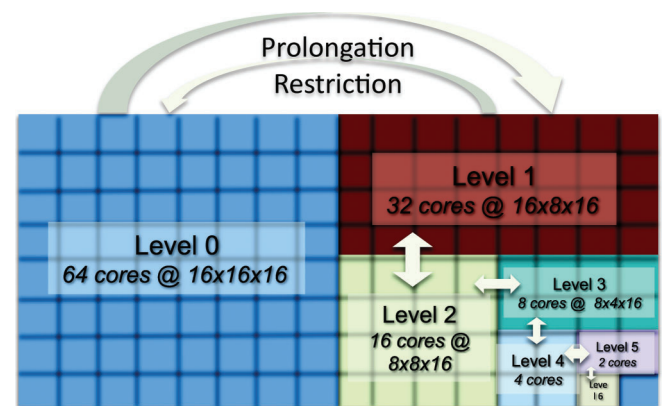 Prolongation
Restriction
Level 1
32 cores @ 16x8x16
Level 0
64 cores @ 16x16x16
Level 3
8 cores @ 8x4x16
Level 2
16 cores @
8x8x16
Level 4
4 cores
Level 5
2 cores
Leve
l 6